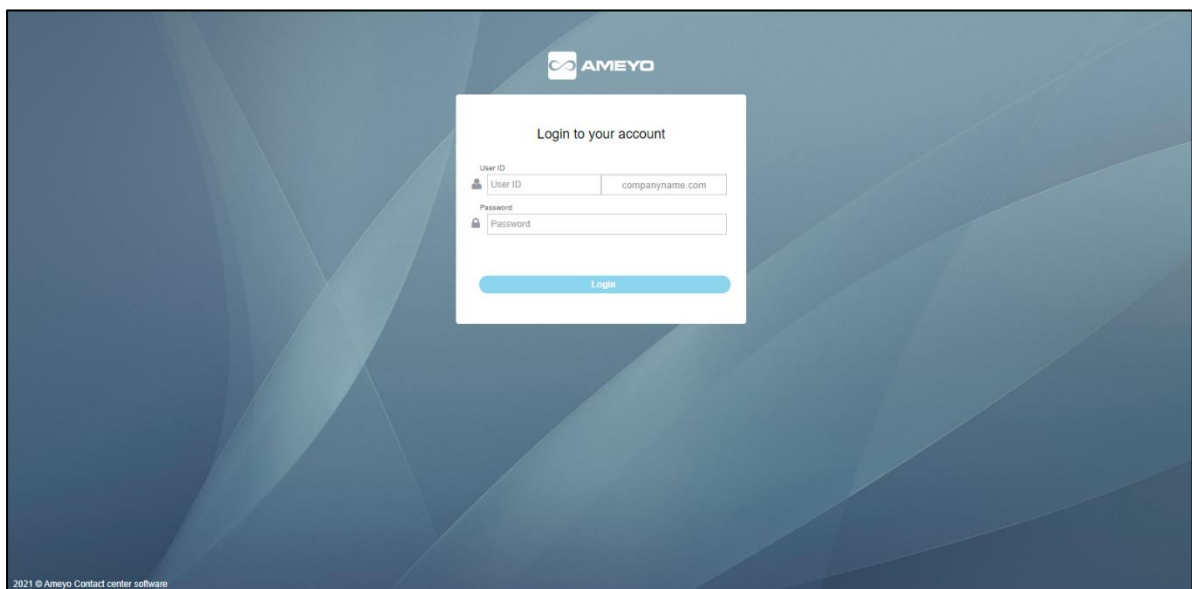 AMEYO
Login to your account
User ID
User ID companyname.com
Password
Password
Login
2021 © Ameyo Contact center software